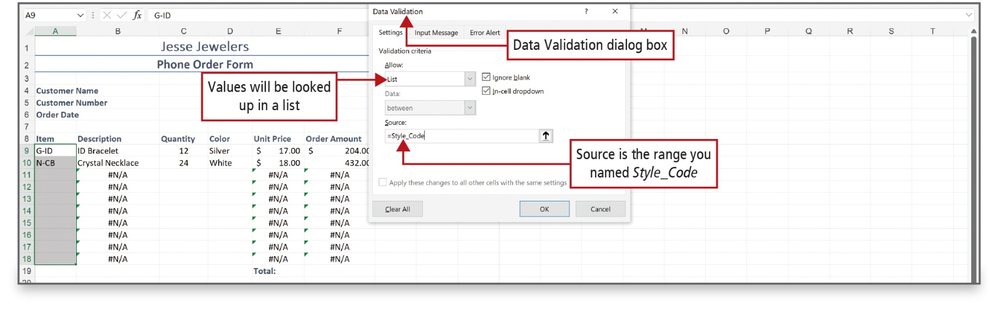 A9 fx G-ID
Data Validation ? ×
A B C D E F M N O P Q R S T
Settings Input Message Error Alert
Data Validation dialog box
1 Jesse Jewelers
Validation criteria
2 Phone Order Form
Allow:
List
Ignore blank
3
Values will be looked
up in a list
4 Customer Name
In-cell dropdown
Data:
5 Customer Number
between
6 Order Date
7
Source:
=Style_Code
8 Item Description Quantity Color Unit Price Order Amount
9 G-ID ID Bracelet 12 Silver $ 17.00 $ 204.00
Source is the range you
named Style_Code
10 N-CB Crystal Necklace 24 White $ 18.00 432.00
11 #N/A #N/A #N/A
12 #N/A #N/A #N/A
Apply these changes to all other cells with the same settings
13 #N/A #N/A #N/A
14 #N/A #N/A #N/A
Clear All OK Cancel
15 #N/A #N/A #N/A
16 #N/A #N/A #N/A
17 #N/A #N/A #N/A
18 #N/A #N/A #N/A
19 Total:
20